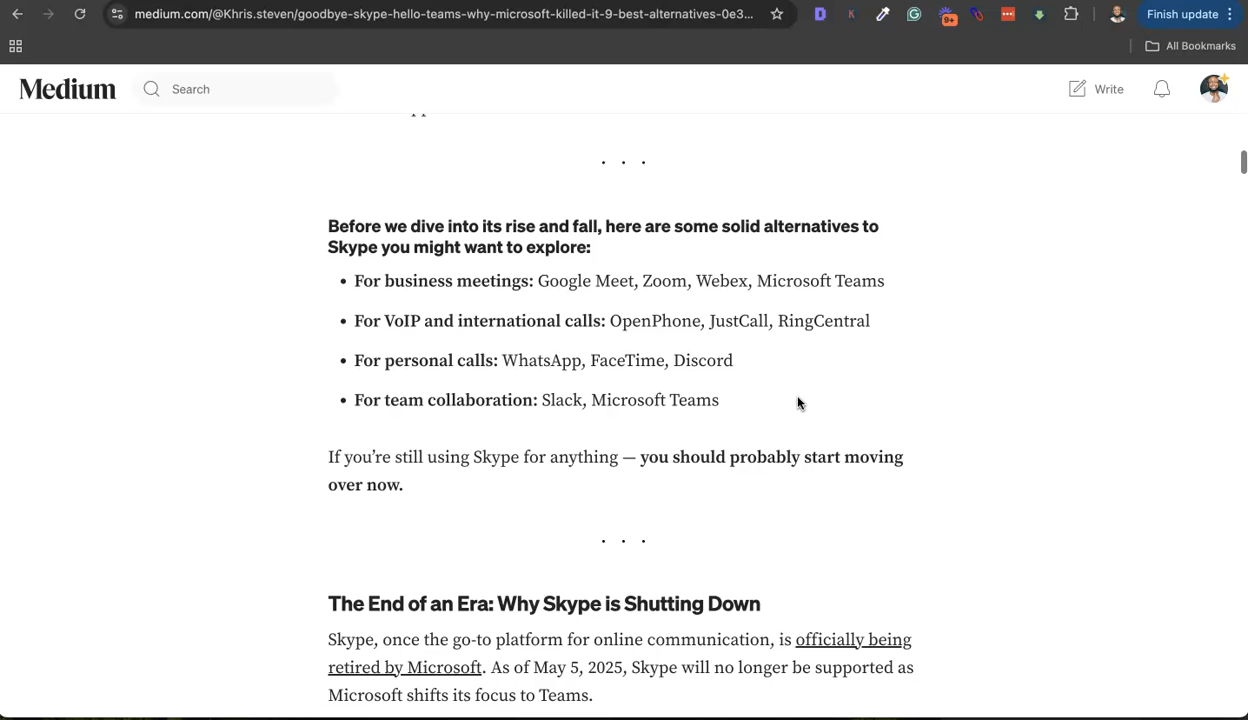 medium.com/@Khris.steven/goodbye-skype-hello-teams-why-microsoft-killed-it-9-best-alternatives-0e3...
9+
Finish update
All Bookmarks
Medium
Search
Write
Before we dive into its rise and fall, here are some solid alternatives to
Skype you might want to explore:
• For business meetings: Google Meet, Zoom, Webex, Microsoft Teams
• For VoIP and international calls: OpenPhone, JustCall, RingCentral
• For personal calls: WhatsApp, FaceTime, Discord
• For team collaboration: Slack, Microsoft Teams
If you’re still using Skype for anything — you should probably start moving
over now.
The End of an Era: Why Skype is Shutting Down
Skype, once the go-to platform for online communication, is officially being
retired by Microsoft. As of May 5, 2025, Skype will no longer be supported as
Microsoft shifts its focus to Teams.